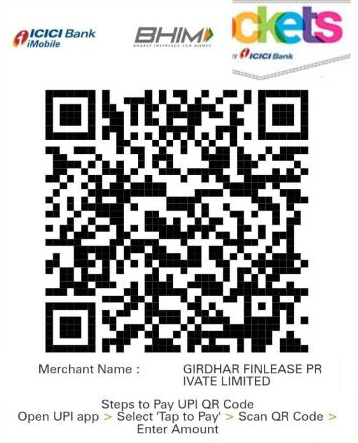 ICICI Bank
iMobile
BHIM
BHARAT INTERFACE FOR MONEY
ckets
ICICI Bank
Merchant Name : GIRDHAR FINLEASE PR
IVATE LIMITED
Steps to Pay UPI QR Code
Open UPI app > Select 'Tap to Pay' > Scan QR Code >
Enter Amount